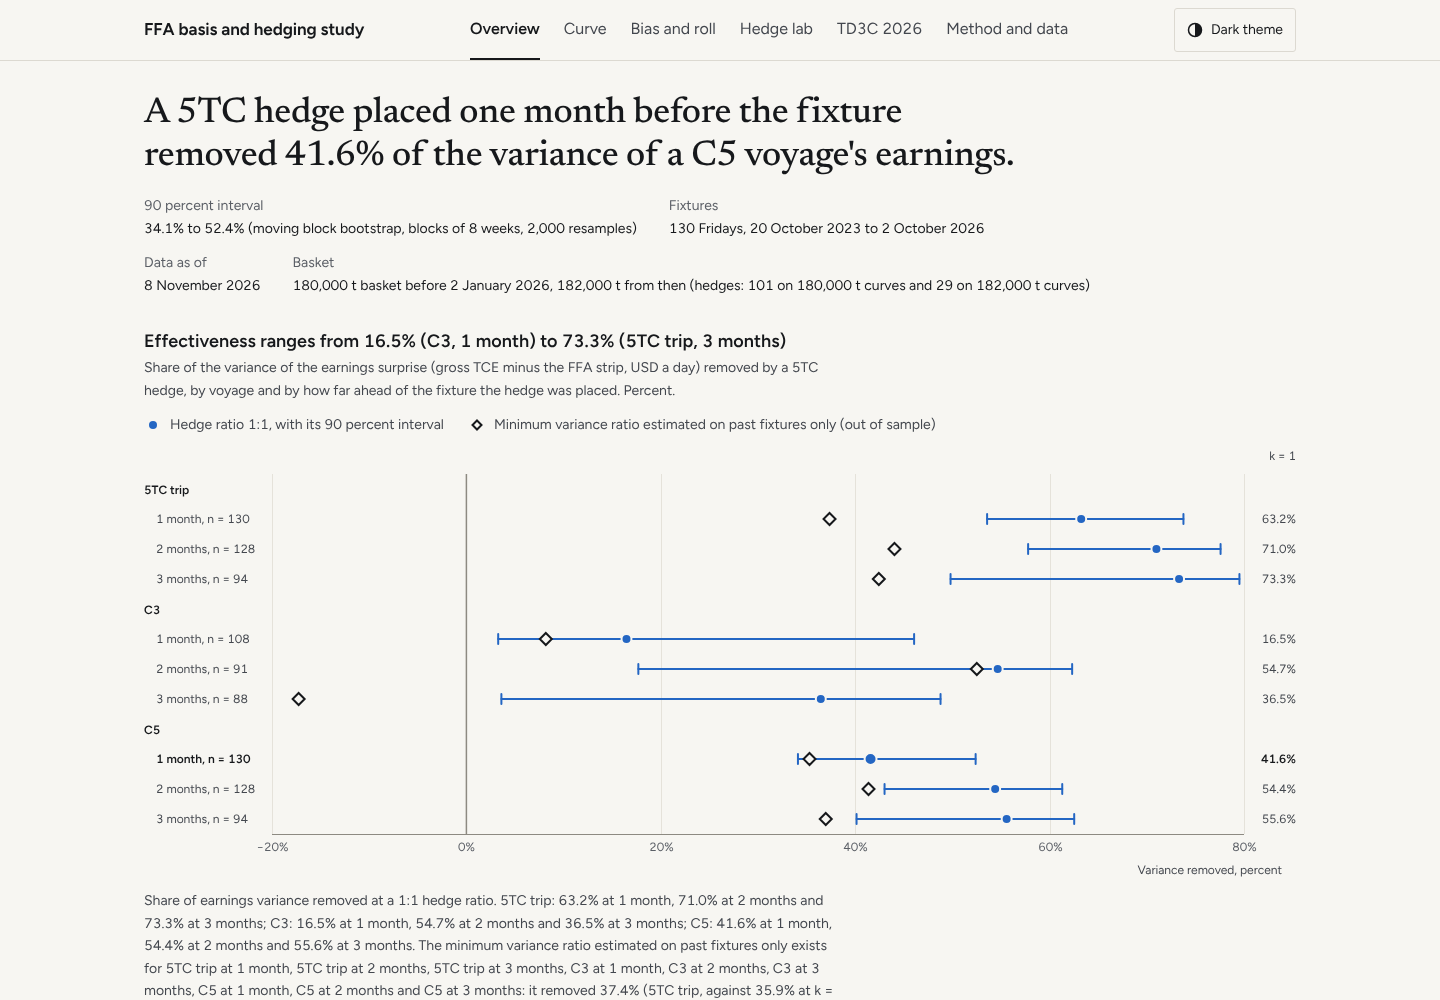 FFA basis and hedging study
Overview
Curve
Bias and roll
Hedge lab
TD3C 2026
Method and data
Dark theme
A 5TC hedge placed one month before the fixture
removed 41.6% of the variance of a C5 voyage's earnings.
90 percent interval
34.1% to 52.4% (moving block bootstrap, blocks of 8 weeks, 2,000 resamples)
Fixtures
130 Fridays, 20 October 2023 to 2 October 2026
Data as of
8 November 2026
Basket
180,000 t basket before 2 January 2026, 182,000 t from then (hedges: 101 on 180,000 t curves and 29 on 182,000 t curves)
Effectiveness ranges from 16.5% (C3, 1 month) to 73.3% (5TC trip, 3 months)
Share of the variance of the earnings surprise (gross TCE minus the FFA strip, USD a day) removed by a 5TC
hedge, by voyage and by how far ahead of the fixture the hedge was placed. Percent.
Hedge ratio 1:1, with its 90 percent interval
Minimum variance ratio estimated on past fixtures only (out of sample)
k = 1
5TC trip
1 month, n = 130
63.2%
2 months, n = 128
71.0%
3 months, n = 94
73.3%
C3
1 month, n = 108
16.5%
2 months, n = 91
54.7%
3 months, n = 88
36.5%
C5
1 month, n = 130
41.6%
2 months, n = 128
54.4%
3 months, n = 94
55.6%
−20%
0%
20%
40%
60%
80%
Variance removed, percent
Share of earnings variance removed at a 1:1 hedge ratio. 5TC trip: 63.2% at 1 month, 71.0% at 2 months and
73.3% at 3 months; C3: 16.5% at 1 month, 54.7% at 2 months and 36.5% at 3 months; C5: 41.6% at 1 month,
54.4% at 2 months and 55.6% at 3 months. The minimum variance ratio estimated on past fixtures only exists
for 5TC trip at 1 month, 5TC trip at 2 months, 5TC trip at 3 months, C3 at 1 month, C3 at 2 months, C3 at 3
months, C5 at 1 month, C5 at 2 months and C5 at 3 months: it removed 37.4% (5TC trip, against 35.9% at k =